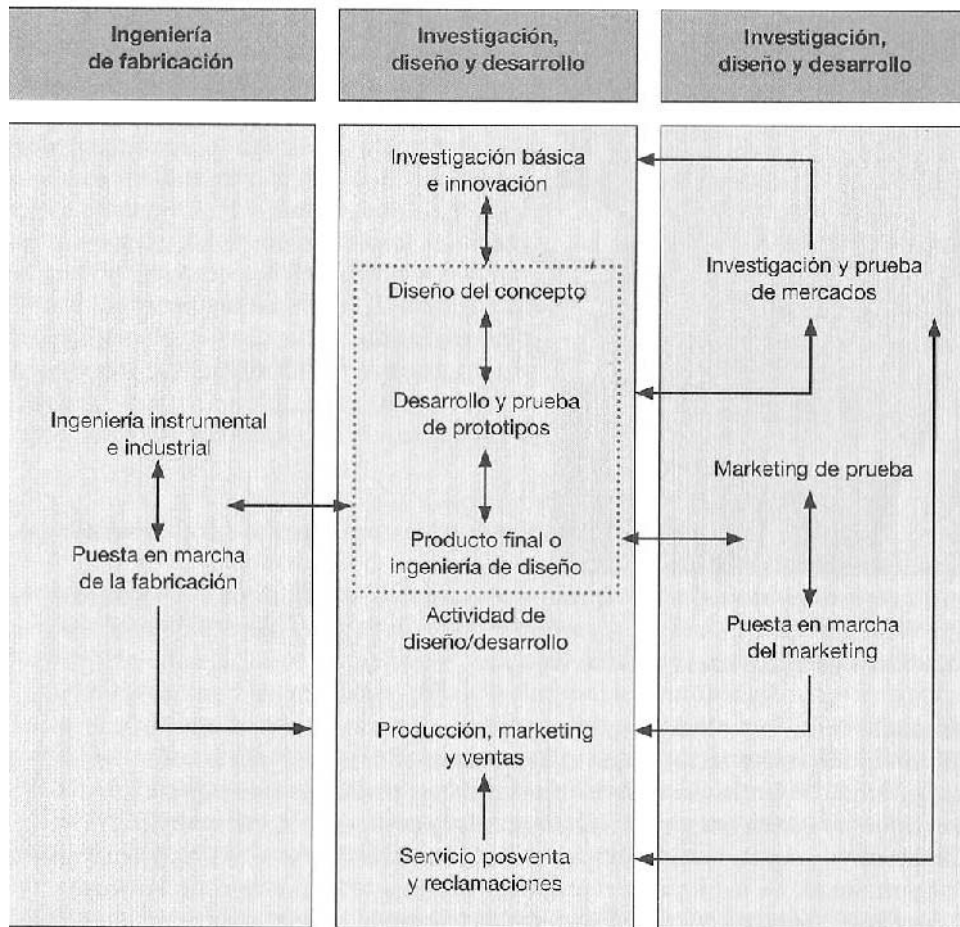 Ingeniería
de fabricación
Investigación,
diseño y desarrollo
Investigación,
diseño y desarrollo
Ingeniería instrumental
e industrial
Puesta en marcha
de la fabricación
Investigación básica
e innovación
Diseño del concepto
Desarrollo y prueba
de prototipos
Producto final o
ingeniería de diseño
Actividad de
diseño/desarrollo
Producción, marketing
y ventas
Servicio posventa
y reclamaciones
Investigación y prueba
de mercados
Marketing de prueba
Puesta en marcha
del marketing